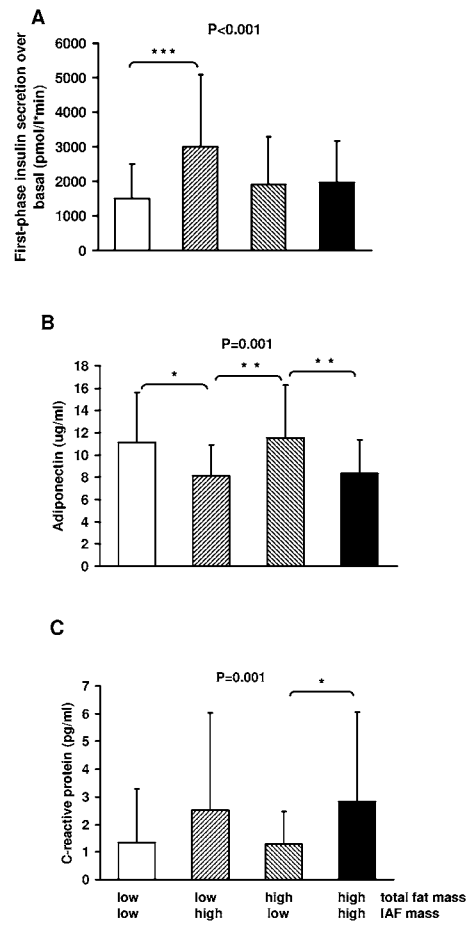 A
P<0.001
First-phase insulin secretion over
basal (pmol/l*min)
6000
5000
4000
3000
2000
1000
0
***
B
P=0.001
Adiponectin (ug/ml)
18
16
14
12
10
8
6
4
2
0
*
**
**
C
P=0.001
C-reactive protein (pg/ml)
7
6
5
4
3
2
1
0
*
low low high high total fat mass
low high low high IAF mass